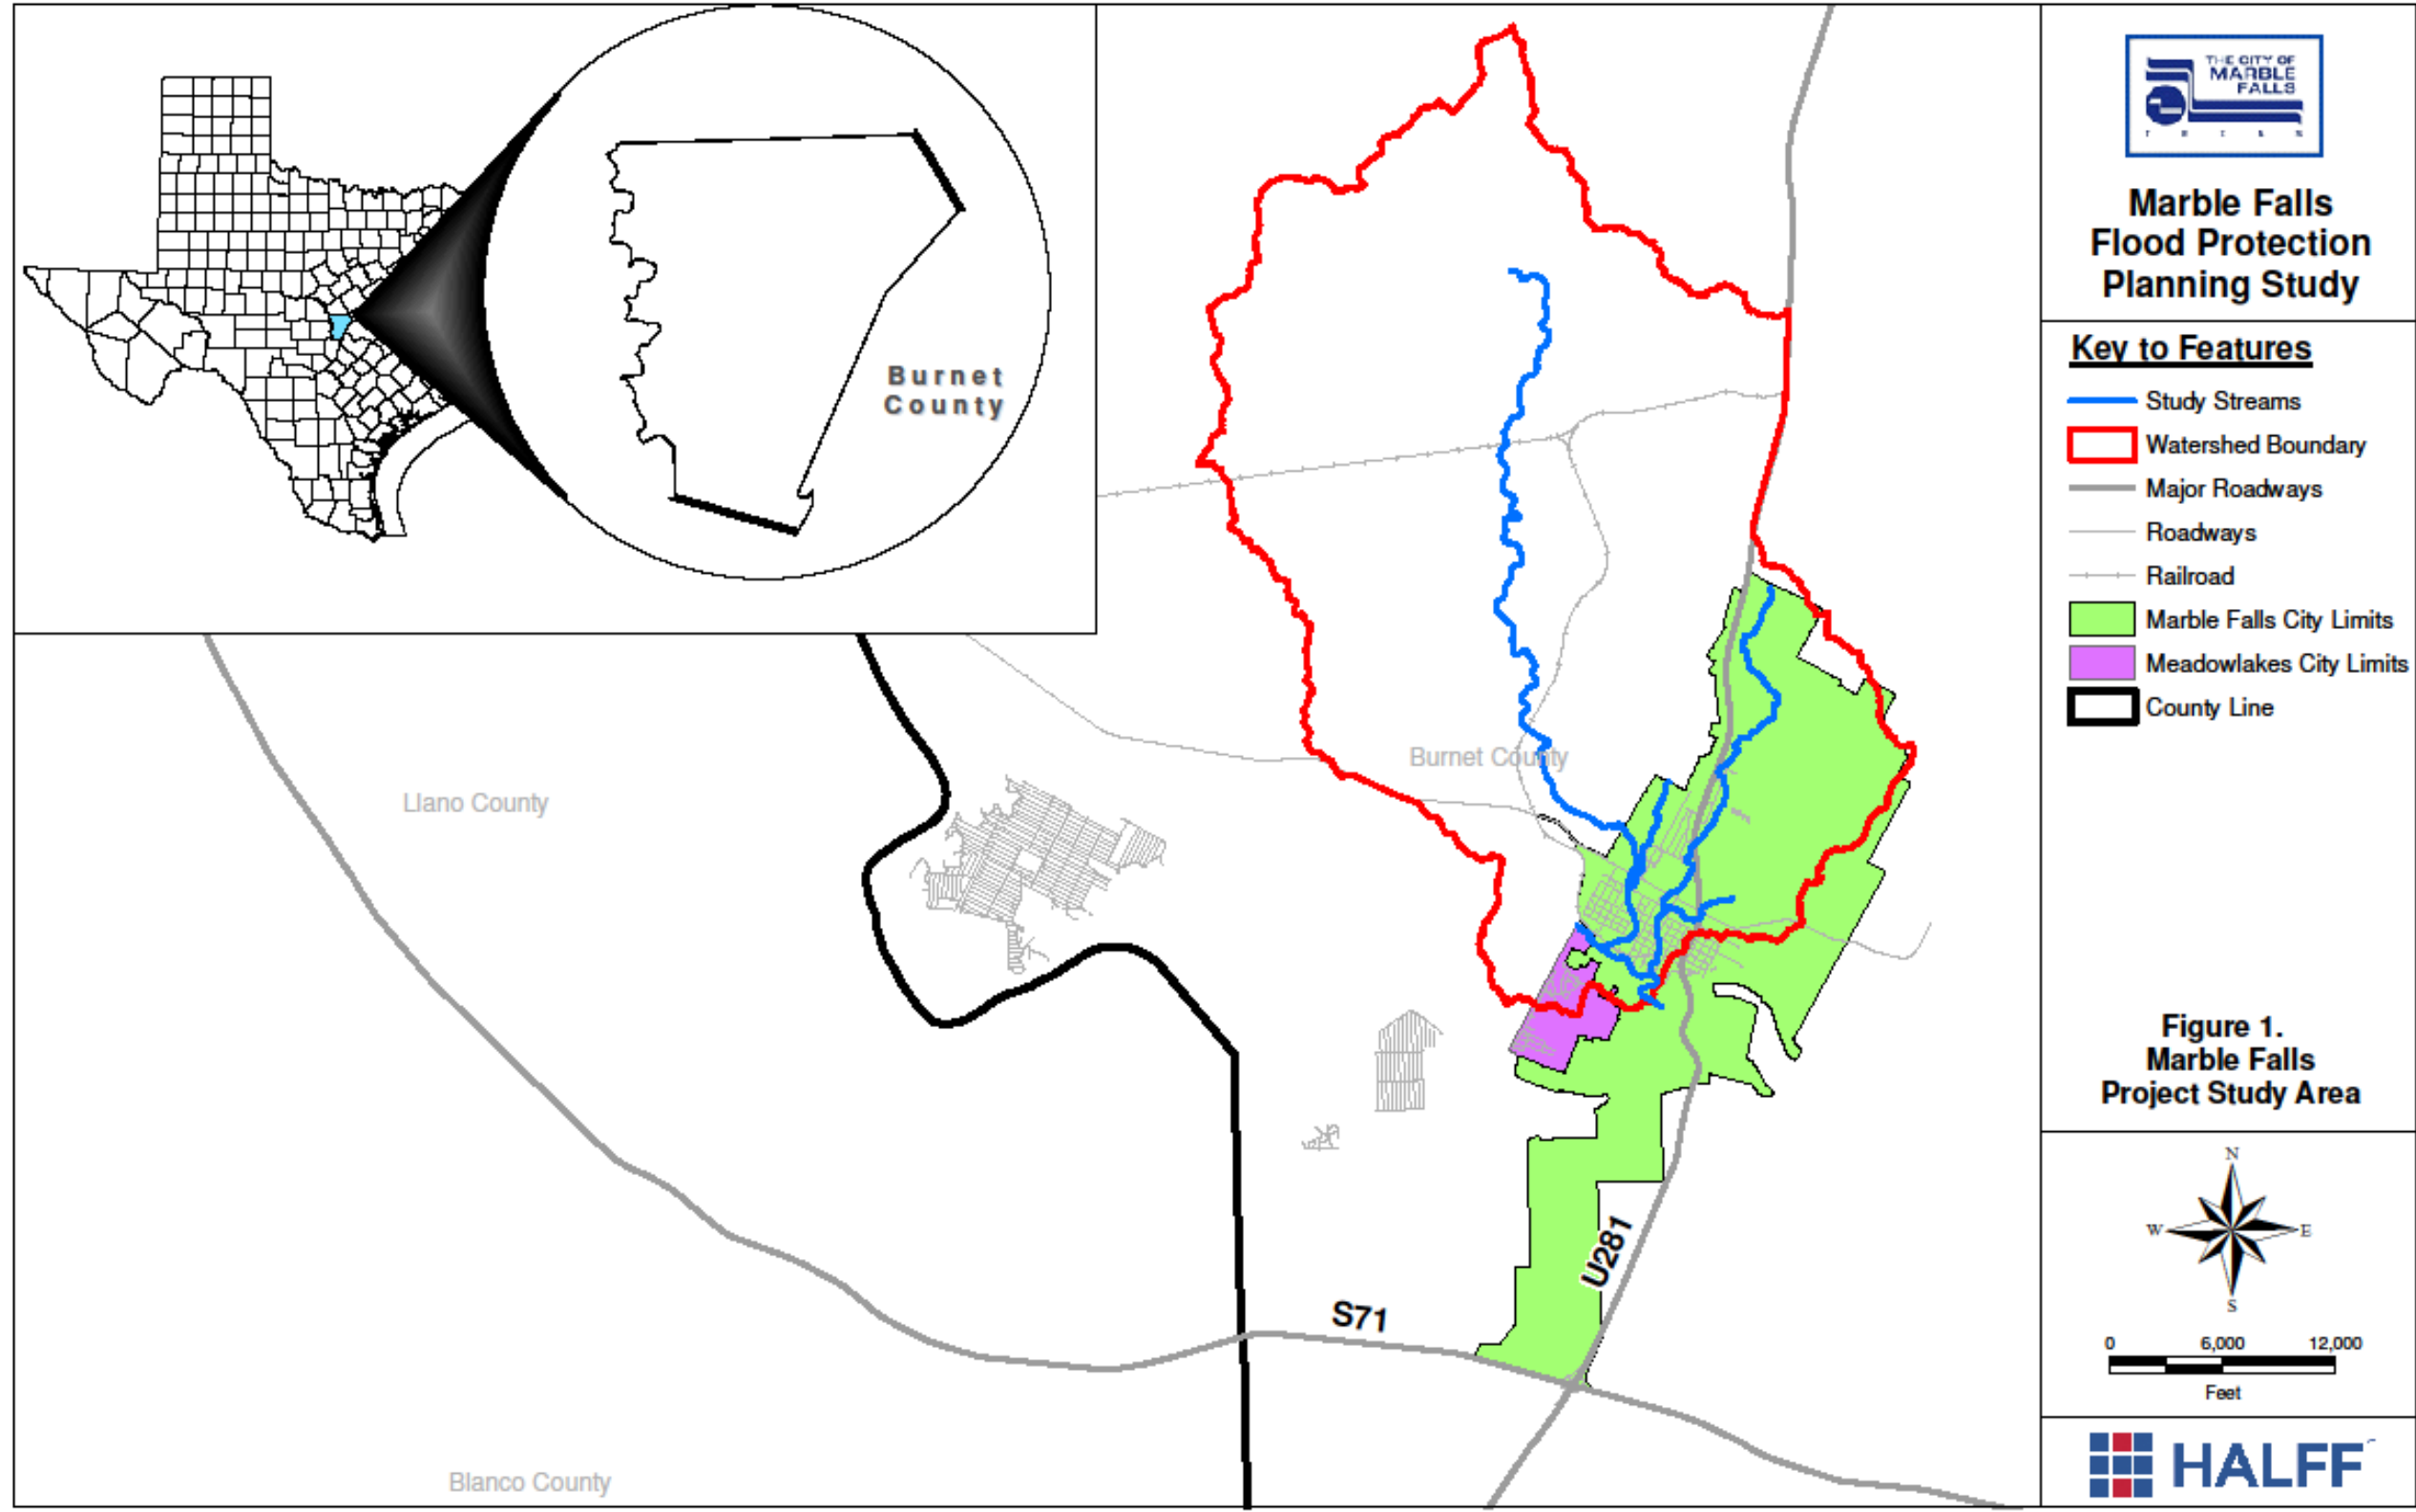 Burnet
County
Burnet County
Llano County
S71
U281
Blanco County
THE CITY OF
MARBLE
FALLS
T E X A S
Marble Falls
Flood Protection
Planning Study
Key to Features
Study Streams
Watershed Boundary
Major Roadways
Roadways
Railroad
Marble Falls City Limits
Meadowlakes City Limits
County Line
Figure 1.
Marble Falls
Project Study Area
N
W E
S
0 6,000 12,000
Feet
HALFF